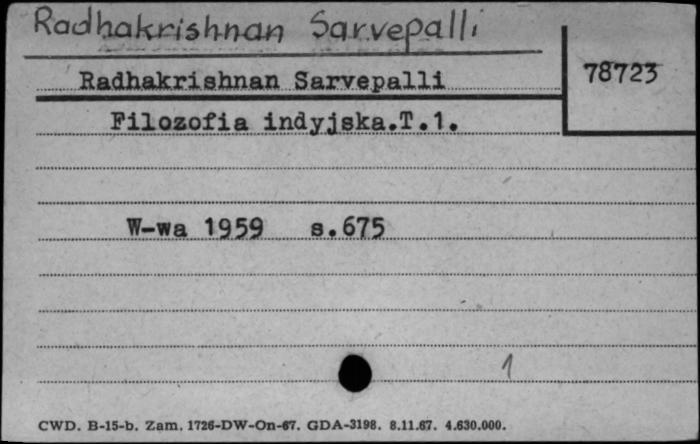 Radhakrishnan Sarvepalli
Radhakrishnan Sarvepalli
78723
Filozofia indyjska.T.1.
W-wa 1959 s.675
1
CWD. B-15-b. Zam. 1726-DW-On-67. GDA-3198. 8.11.67. 4.630.000.